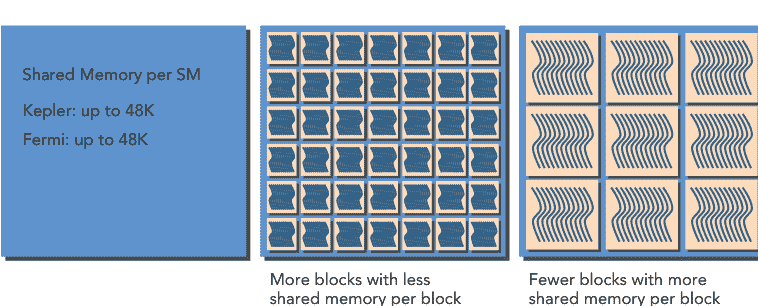 Shared Memory per SM
Kepler: up to 48K
Fermi: up to 48K
More blocks with less
shared memory per block
Fewer blocks with more
shared memory per block